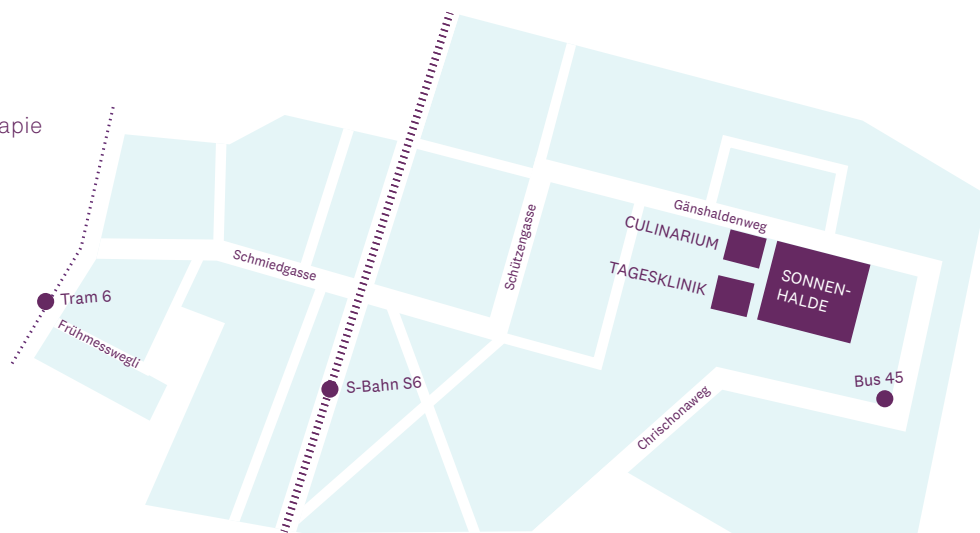 apie
Gänshaldenweg
CULINARIUM
Schützengasse
Schmiedgasse
TAGESKLINIK
SONNEN-
HALDE
Tram 6
Frühmesswegli
S-Bahn S6
Bus 45
Chrischonaweg